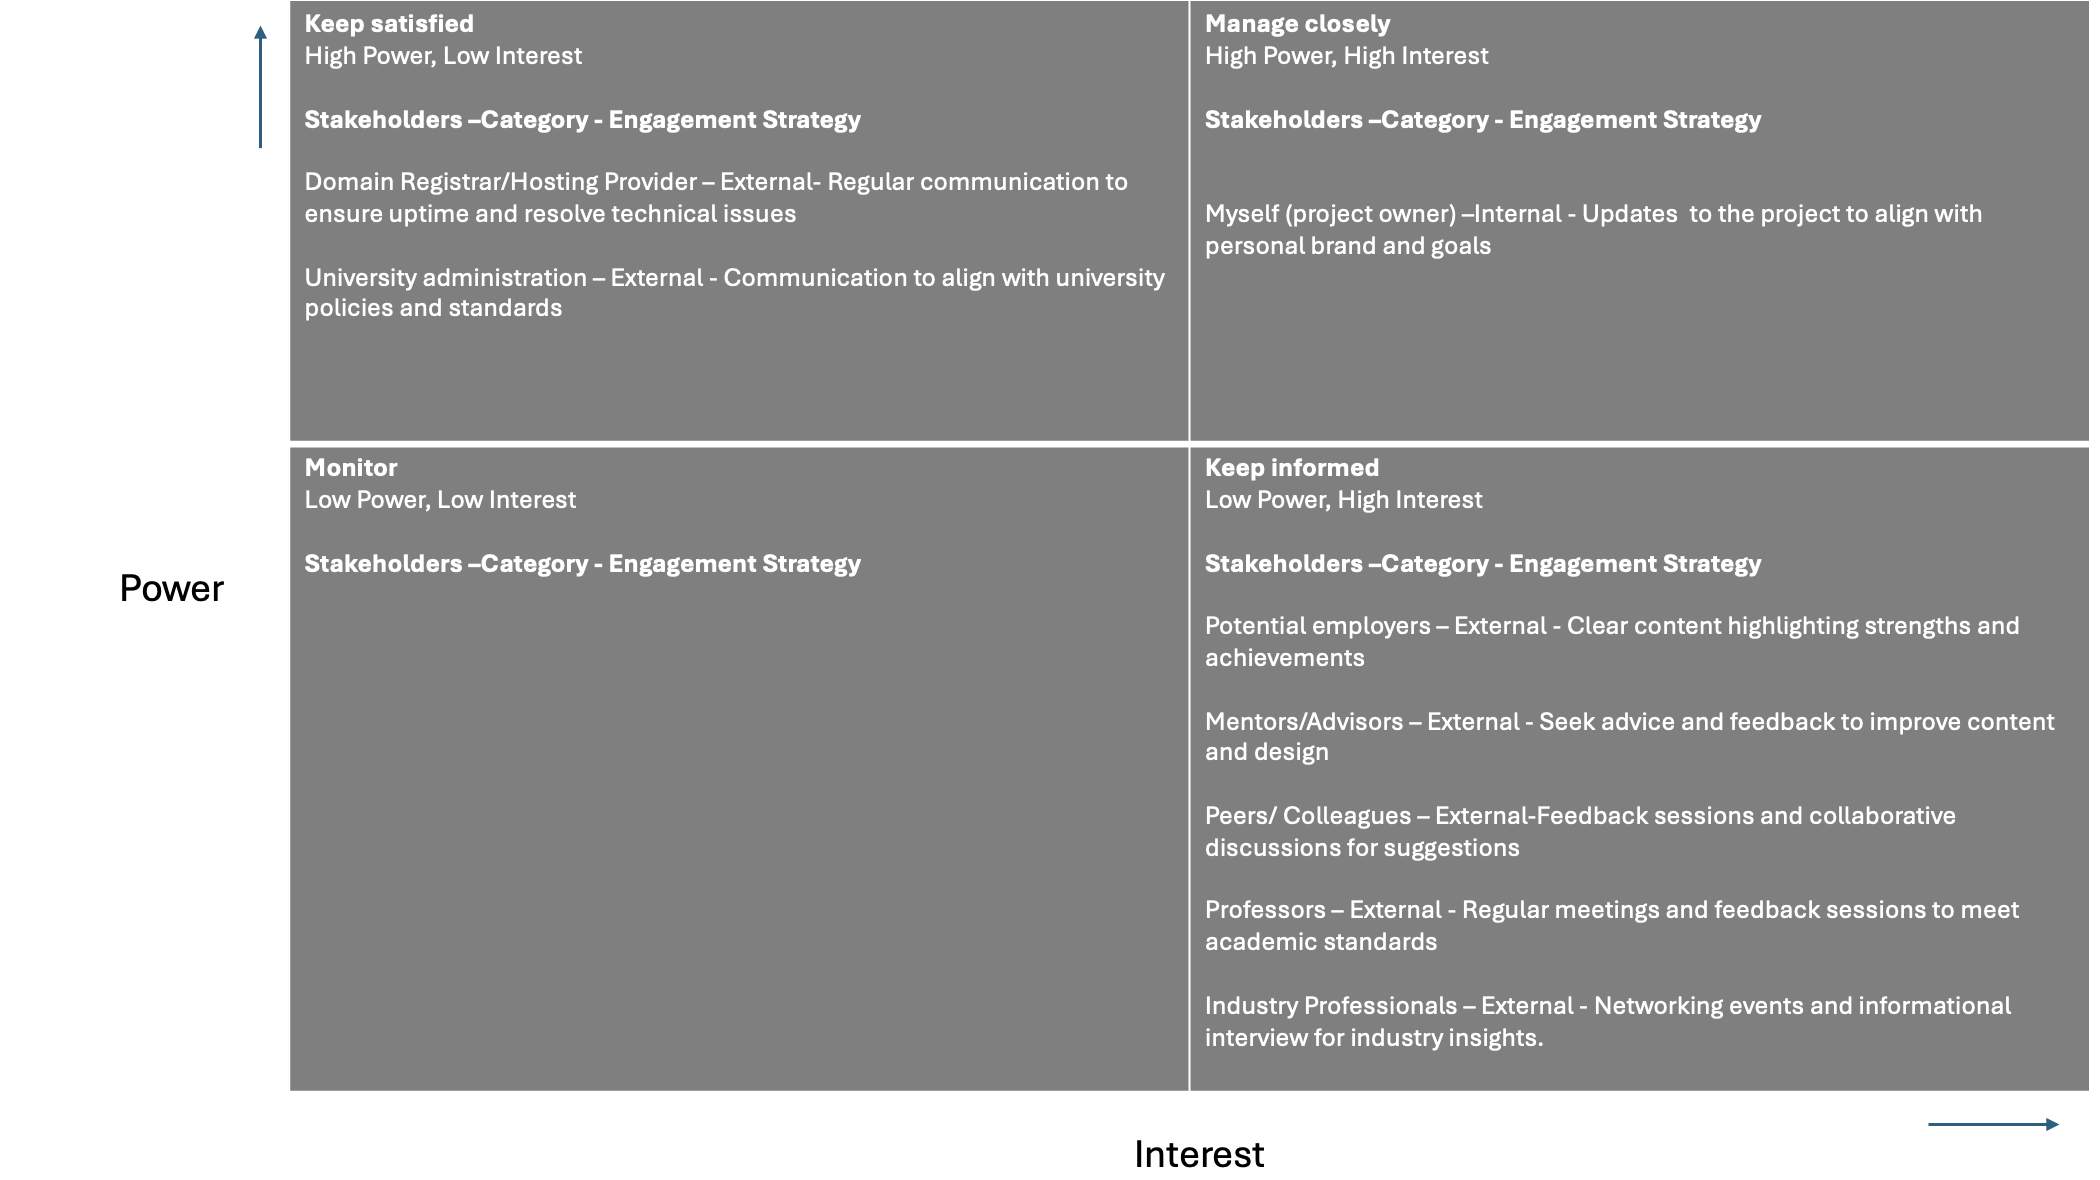 Keep satisfied
High Power, Low Interest
Stakeholders –Category - Engagement Strategy
Domain Registrar/Hosting Provider – External- Regular communication to
ensure uptime and resolve technical issues
University administration – External - Communication to align with university
policies and standards
Manage closely
High Power, High Interest
Stakeholders –Category - Engagement Strategy
Myself (project owner) –Internal - Updates  to the project to align with
personal brand and goals
Power
Monitor
Low Power, Low Interest
Stakeholders –Category - Engagement Strategy
Keep informed
Low Power, High Interest
Stakeholders –Category - Engagement Strategy
Potential employers – External - Clear content highlighting strengths and
achievements
Mentors/Advisors – External - Seek advice and feedback to improve content
and design
Peers/ Colleagues – External-Feedback sessions and collaborative
discussions for suggestions
Professors – External - Regular meetings and feedback sessions to meet
academic standards
Industry Professionals – External - Networking events and informational
interview for industry insights.
Interest